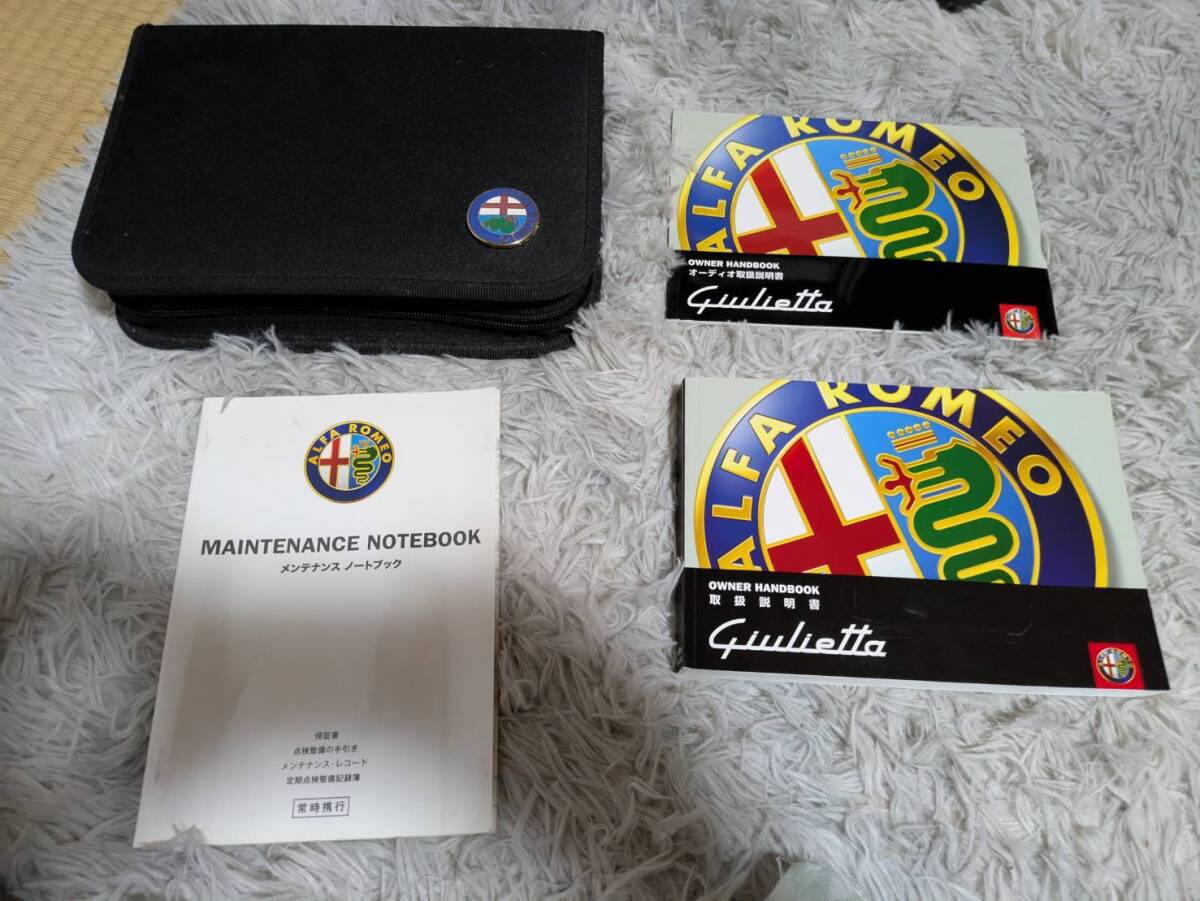 ALFA ROMEO
OWNER HANDBOOK
オーディオ取扱説明書
Giulietta
ALFA ROMEO
MAINTENANCE NOTEBOOK
メンテナンス ノートブック
保証書
点検整備の手引き
メンテナンス・レコード
定期点検整備記録簿
常時携行
ALFA ROMEO
OWNER HANDBOOK
取扱説明書
Giulietta